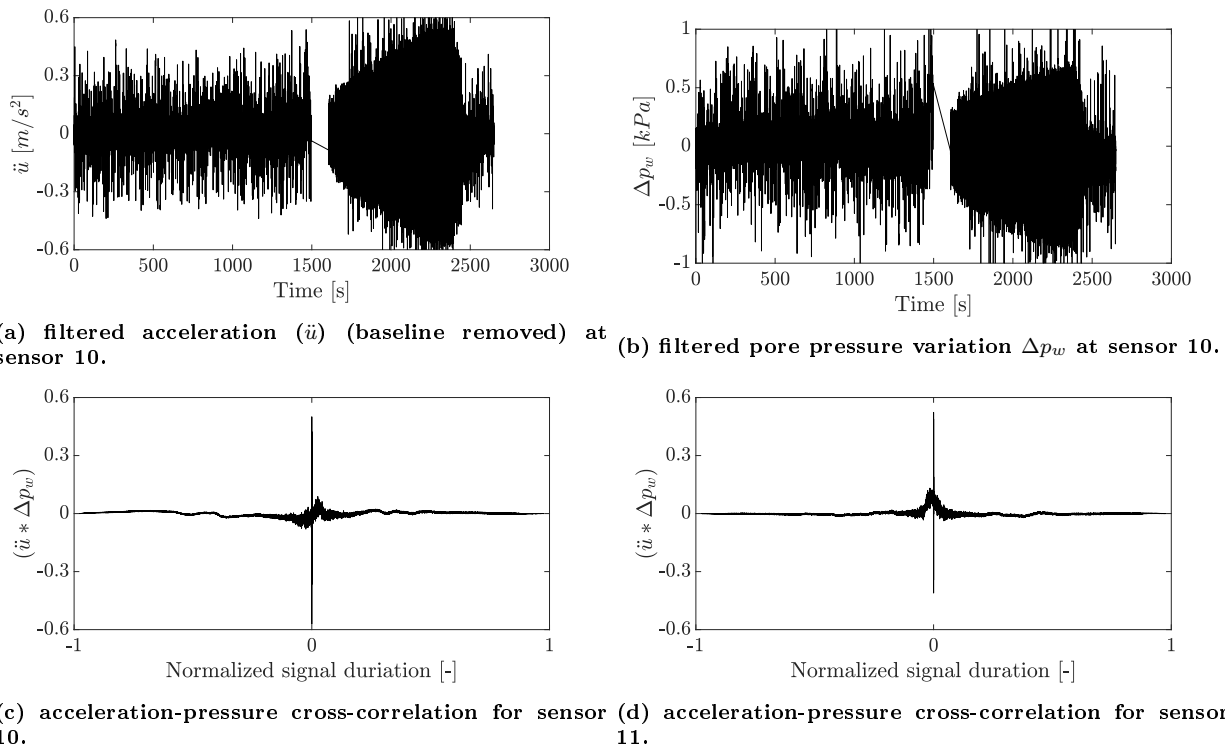 0.6
0.3
0
-0.3
-0.6
ü [m/s²]
0 500 1000 1500 2000 2500 3000
Time [s]
(a) filtered acceleration (ü) (baseline removed) at
sensor 10.
1
0.5
0
-0.5
-1
Δp_w [kPa]
0 500 1000 1500 2000 2500 3000
Time [s]
(b) filtered pore pressure variation Δp_w at sensor 10.
0.6
0.3
0
-0.3
-0.6
(ü * Δp_w)
-1 0 1
Normalized signal duriation [-]
(c) acceleration-pressure cross-correlation for sensor
10.
0.6
0.3
0
-0.3
-0.6
(ü * Δp_w)
-1 0 1
Normalized signal duration [-]
(d) acceleration-pressure cross-correlation for sensor
11.